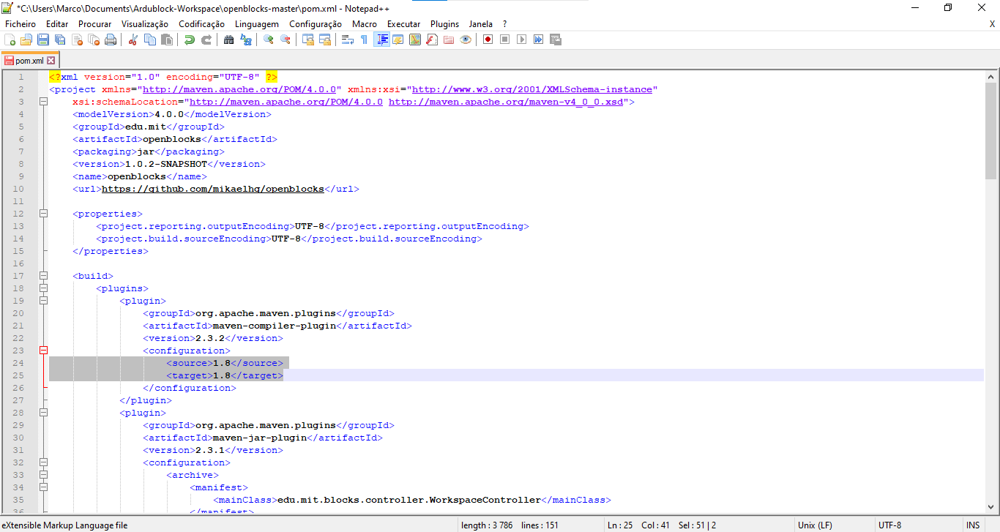 *C:\Users\Marco\Documents\Ardublock-Workspace\openblocks-master\pom.xml - Notepad++
Ficheiro Editar Procurar Visualização Codificação Linguagem Configuração Macro Executar Plugins Janela ? X
pom.xml
1 <?xml version="1.0" encoding="UTF-8" ?>
2 <project xmlns="http://maven.apache.org/POM/4.0.0" xmlns:xsi="http://www.w3.org/2001/XMLSchema-instance"
3 xsi:schemaLocation="http://maven.apache.org/POM/4.0.0 http://maven.apache.org/maven-v4_0_0.xsd">
4 <modelVersion>4.0.0</modelVersion>
5 <groupId>edu.mit</groupId>
6 <artifactId>openblocks</artifactId>
7 <packaging>jar</packaging>
8 <version>1.0.2-SNAPSHOT</version>
9 <name>openblocks</name>
10 <url>https://github.com/mikaelhg/openblocks</url>
11
12 <properties>
13 <project.reporting.outputEncoding>UTF-8</project.reporting.outputEncoding>
14 <project.build.sourceEncoding>UTF-8</project.build.sourceEncoding>
15 </properties>
16
17 <build>
18 <plugins>
19 <plugin>
20 <groupId>org.apache.maven.plugins</groupId>
21 <artifactId>maven-compiler-plugin</artifactId>
22 <version>2.3.2</version>
23 <configuration>
24 <source>1.8</source>
25 <target>1.8</target>
26 </configuration>
27 </plugin>
28 <plugin>
29 <groupId>org.apache.maven.plugins</groupId>
30 <artifactId>maven-jar-plugin</artifactId>
31 <version>2.3.1</version>
32 <configuration>
33 <archive>
34 <manifest>
35 <mainClass>edu.mit.blocks.controller.WorkspaceController</mainClass>
36 </manifest>
eXtensible Markup Language file length : 3 786 lines : 151 Ln : 25 Col : 41 Sel : 51 | 2 Unix (LF) UTF-8 INS